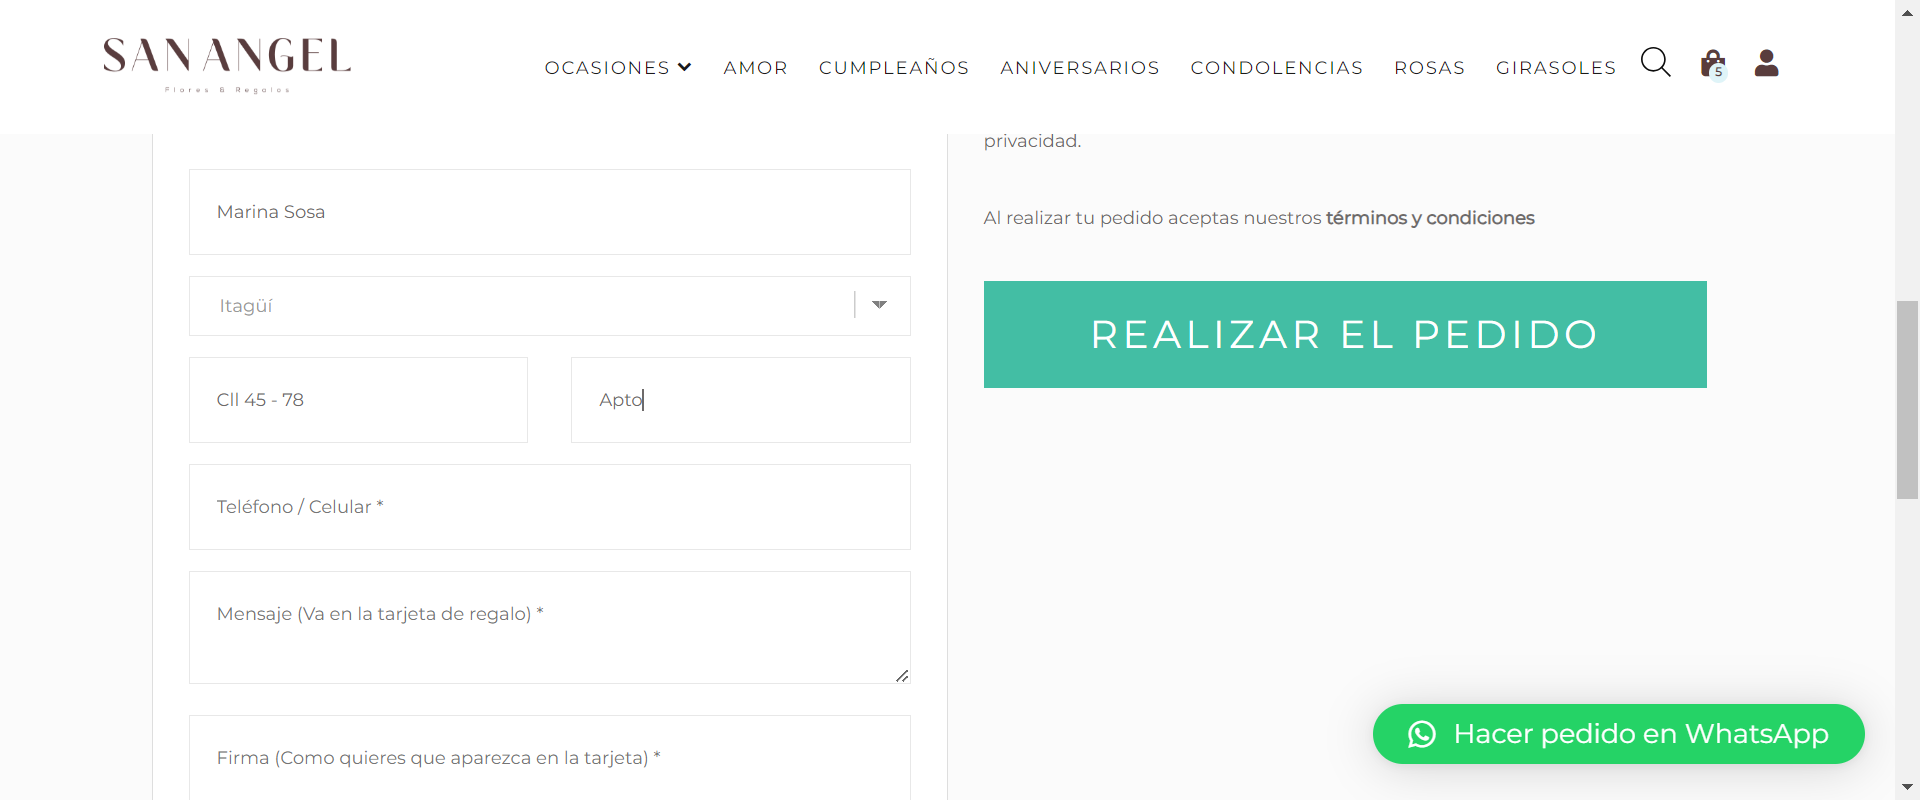 SAN ANGEL
Flores & Regalos
OCASIONES
AMOR
CUMPLEAÑOS
ANIVERSARIOS
CONDOLENCIAS
ROSAS
GIRASOLES
5
Marina Sosa
Itagüí
Cll 45 - 78
Apto
Teléfono / Celular *
Mensaje (Va en la tarjeta de regalo) *
Firma (Como quieres que aparezca en la tarjeta) *
privacidad.
Al realizar tu pedido aceptas nuestros términos y condiciones
REALIZAR EL PEDIDO
Hacer pedido en WhatsApp